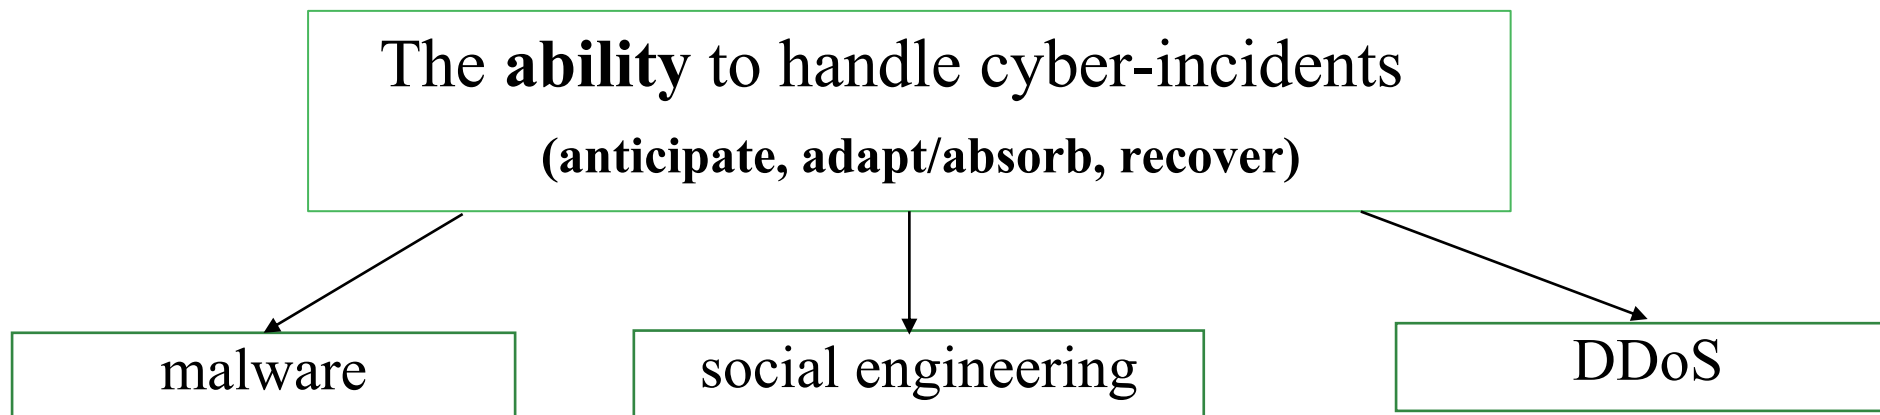 The ability to handle cyber-incidents
(anticipate, adapt/absorb, recover)
malware
social engineering
DDoS